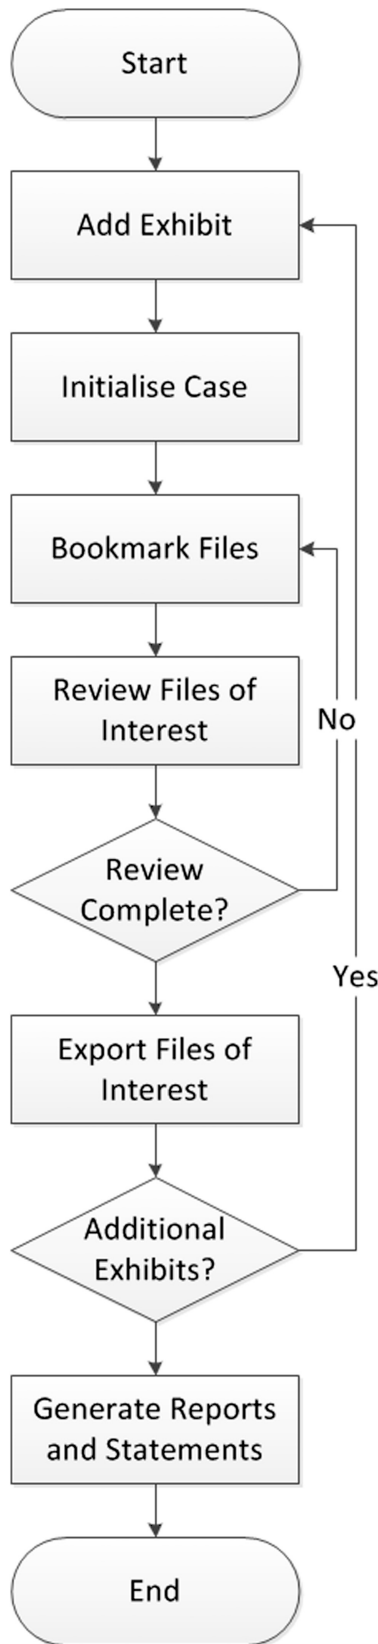 Start
Add Exhibit
Initialise Case
Bookmark Files
Review Files of
Interest
No
Review
Complete?
Yes
Export Files of
Interest
Additional
Exhibits?
Generate Reports
and Statements
End